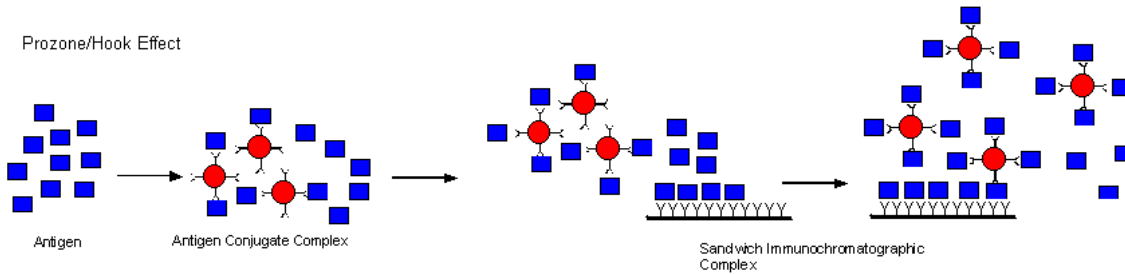 Prozone/Hook Effect
Antigen
Antigen Conjugate Complex
Sandwich Immunochromatographic
Complex